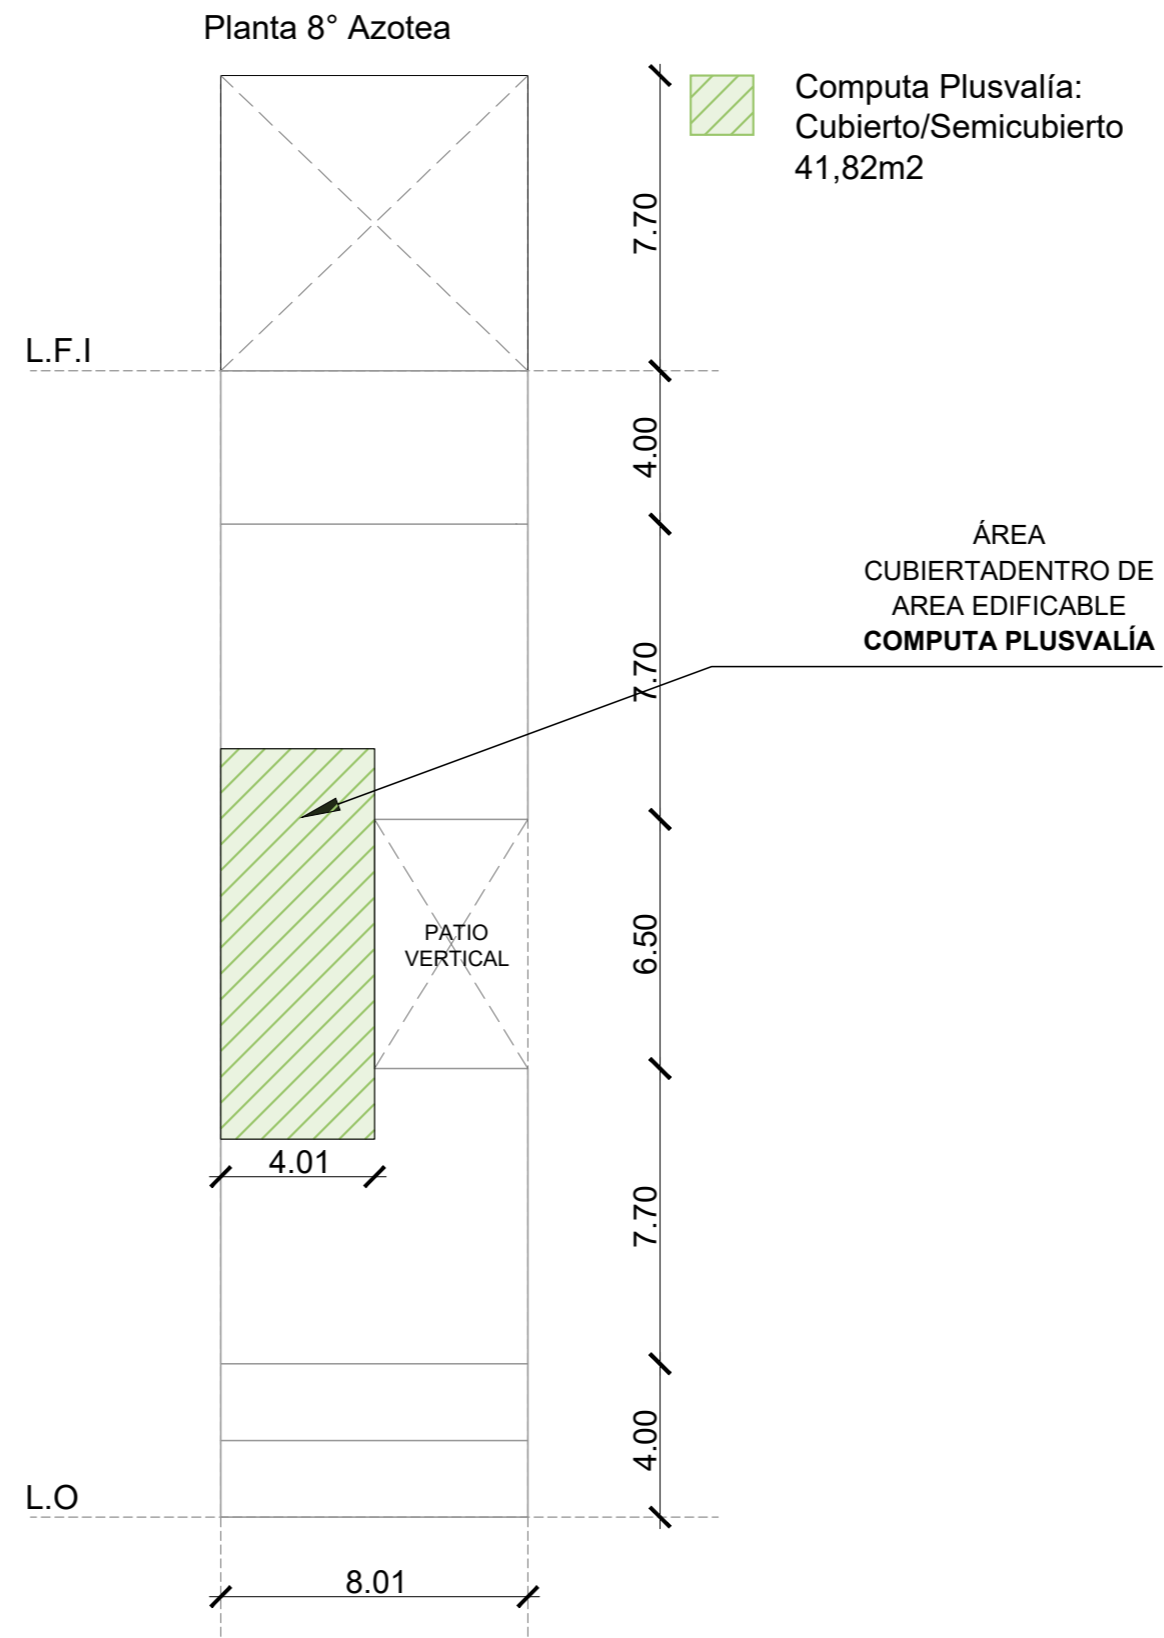 Planta 8° Azotea
Computa Plusvalía:
Cubierto/Semicubierto
41,82m2
7.70
L.F.I
4.00
ÁREA
CUBIERTADENTRO DE
AREA EDIFICABLE
COMPUTA PLUSVALÍA
7.70
PATIO
VERTICAL
6.50
4.01
7.70
4.00
L.O
8.01